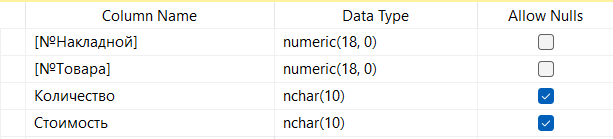 Column Name Data Type Allow Nulls
[№Накладной] numeric(18, 0)
[№Товара] numeric(18, 0)
Количество nchar(10)
Стоимость nchar(10)